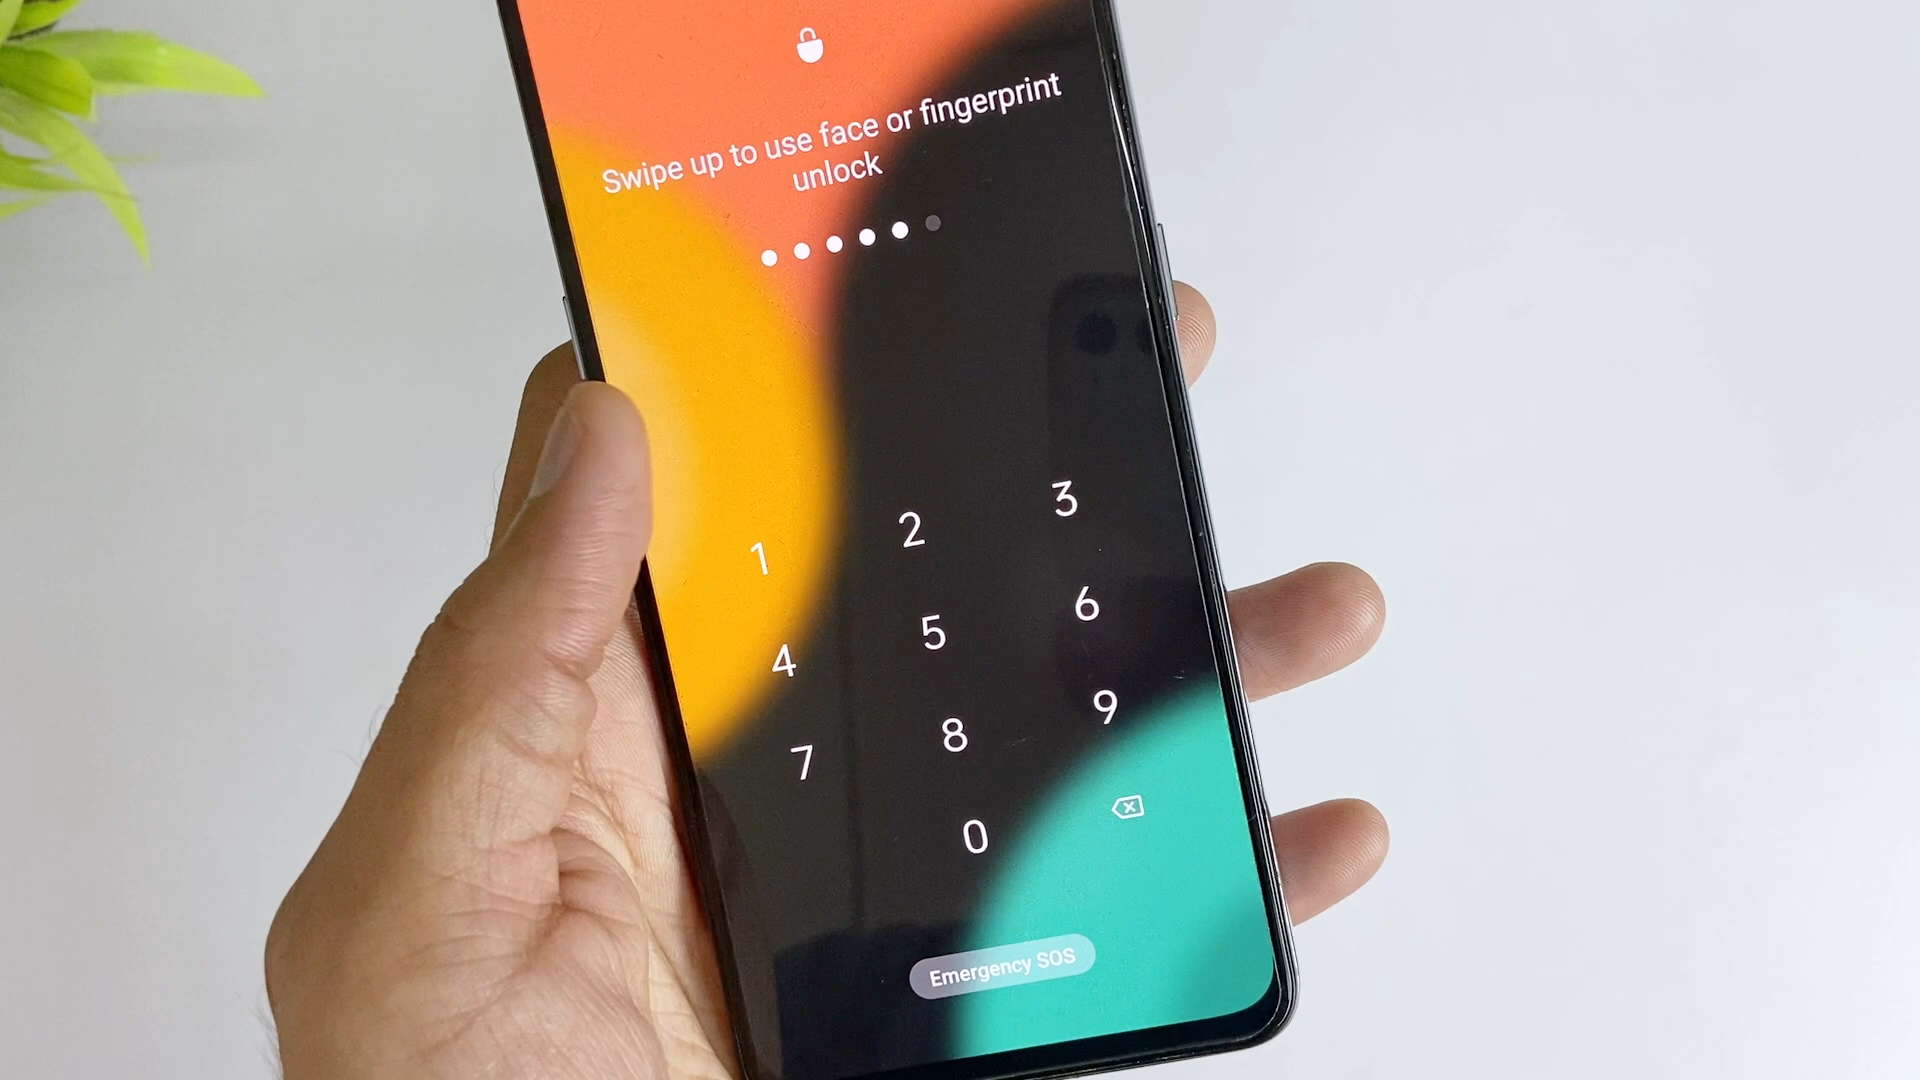 Swipe up to use face or fingerprint
unlock
1 2 3
4 5 6
7 8 9
0
Emergency SOS